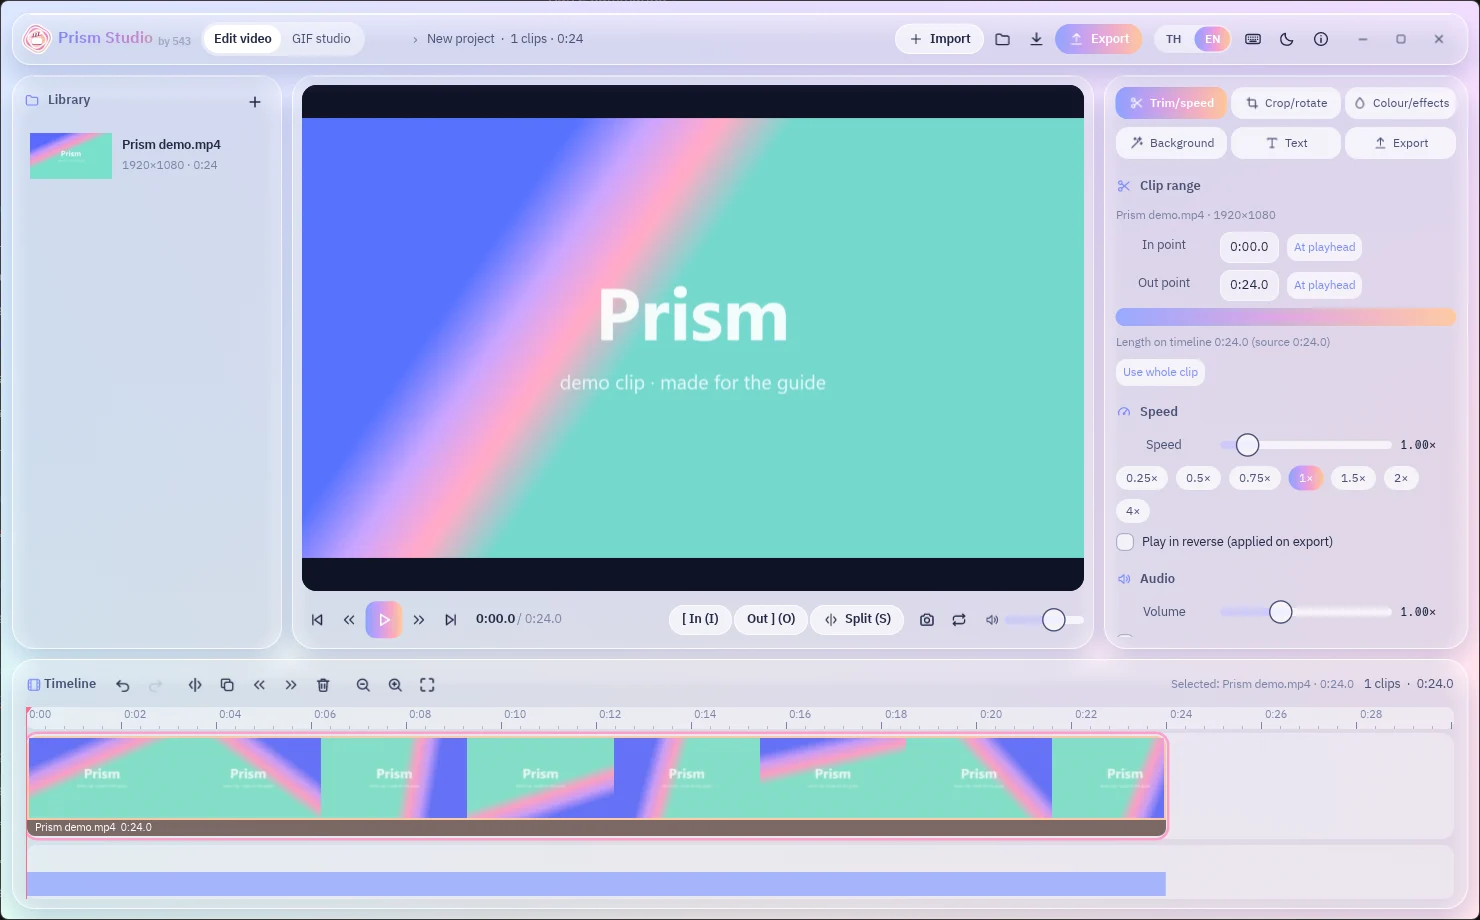 Prism Studio by 543
Edit video
GIF studio
› New project · 1 clips · 0:24
Import
Export
TH
EN
Library
Prism demo.mp4
1920×1080 · 0:24
Prism
Prism
demo clip · made for the guide
0:00.0 / 0:24.0
[ In (I)
Out ] (O)
Split (S)
Trim/speed
Crop/rotate
Colour/effects
Background
Text
Export
Clip range
Prism demo.mp4 · 1920×1080
In point
0:00.0
At playhead
Out point
0:24.0
At playhead
Length on timeline 0:24.0 (source 0:24.0)
Use whole clip
Speed
Speed
1.00×
0.25×
0.5×
0.75×
1×
1.5×
2×
4×
Play in reverse (applied on export)
Audio
Volume
1.00×
Timeline
Selected: Prism demo.mp4 · 0:24.0
1 clips · 0:24.0
0:00
0:02
0:04
0:06
0:08
0:10
0:12
0:14
0:16
0:18
0:20
0:22
0:24
0:26
0:28
Prism
Prism
Prism
Prism
Prism
Prism
Prism
Prism
Prism demo.mp4 0:24.0